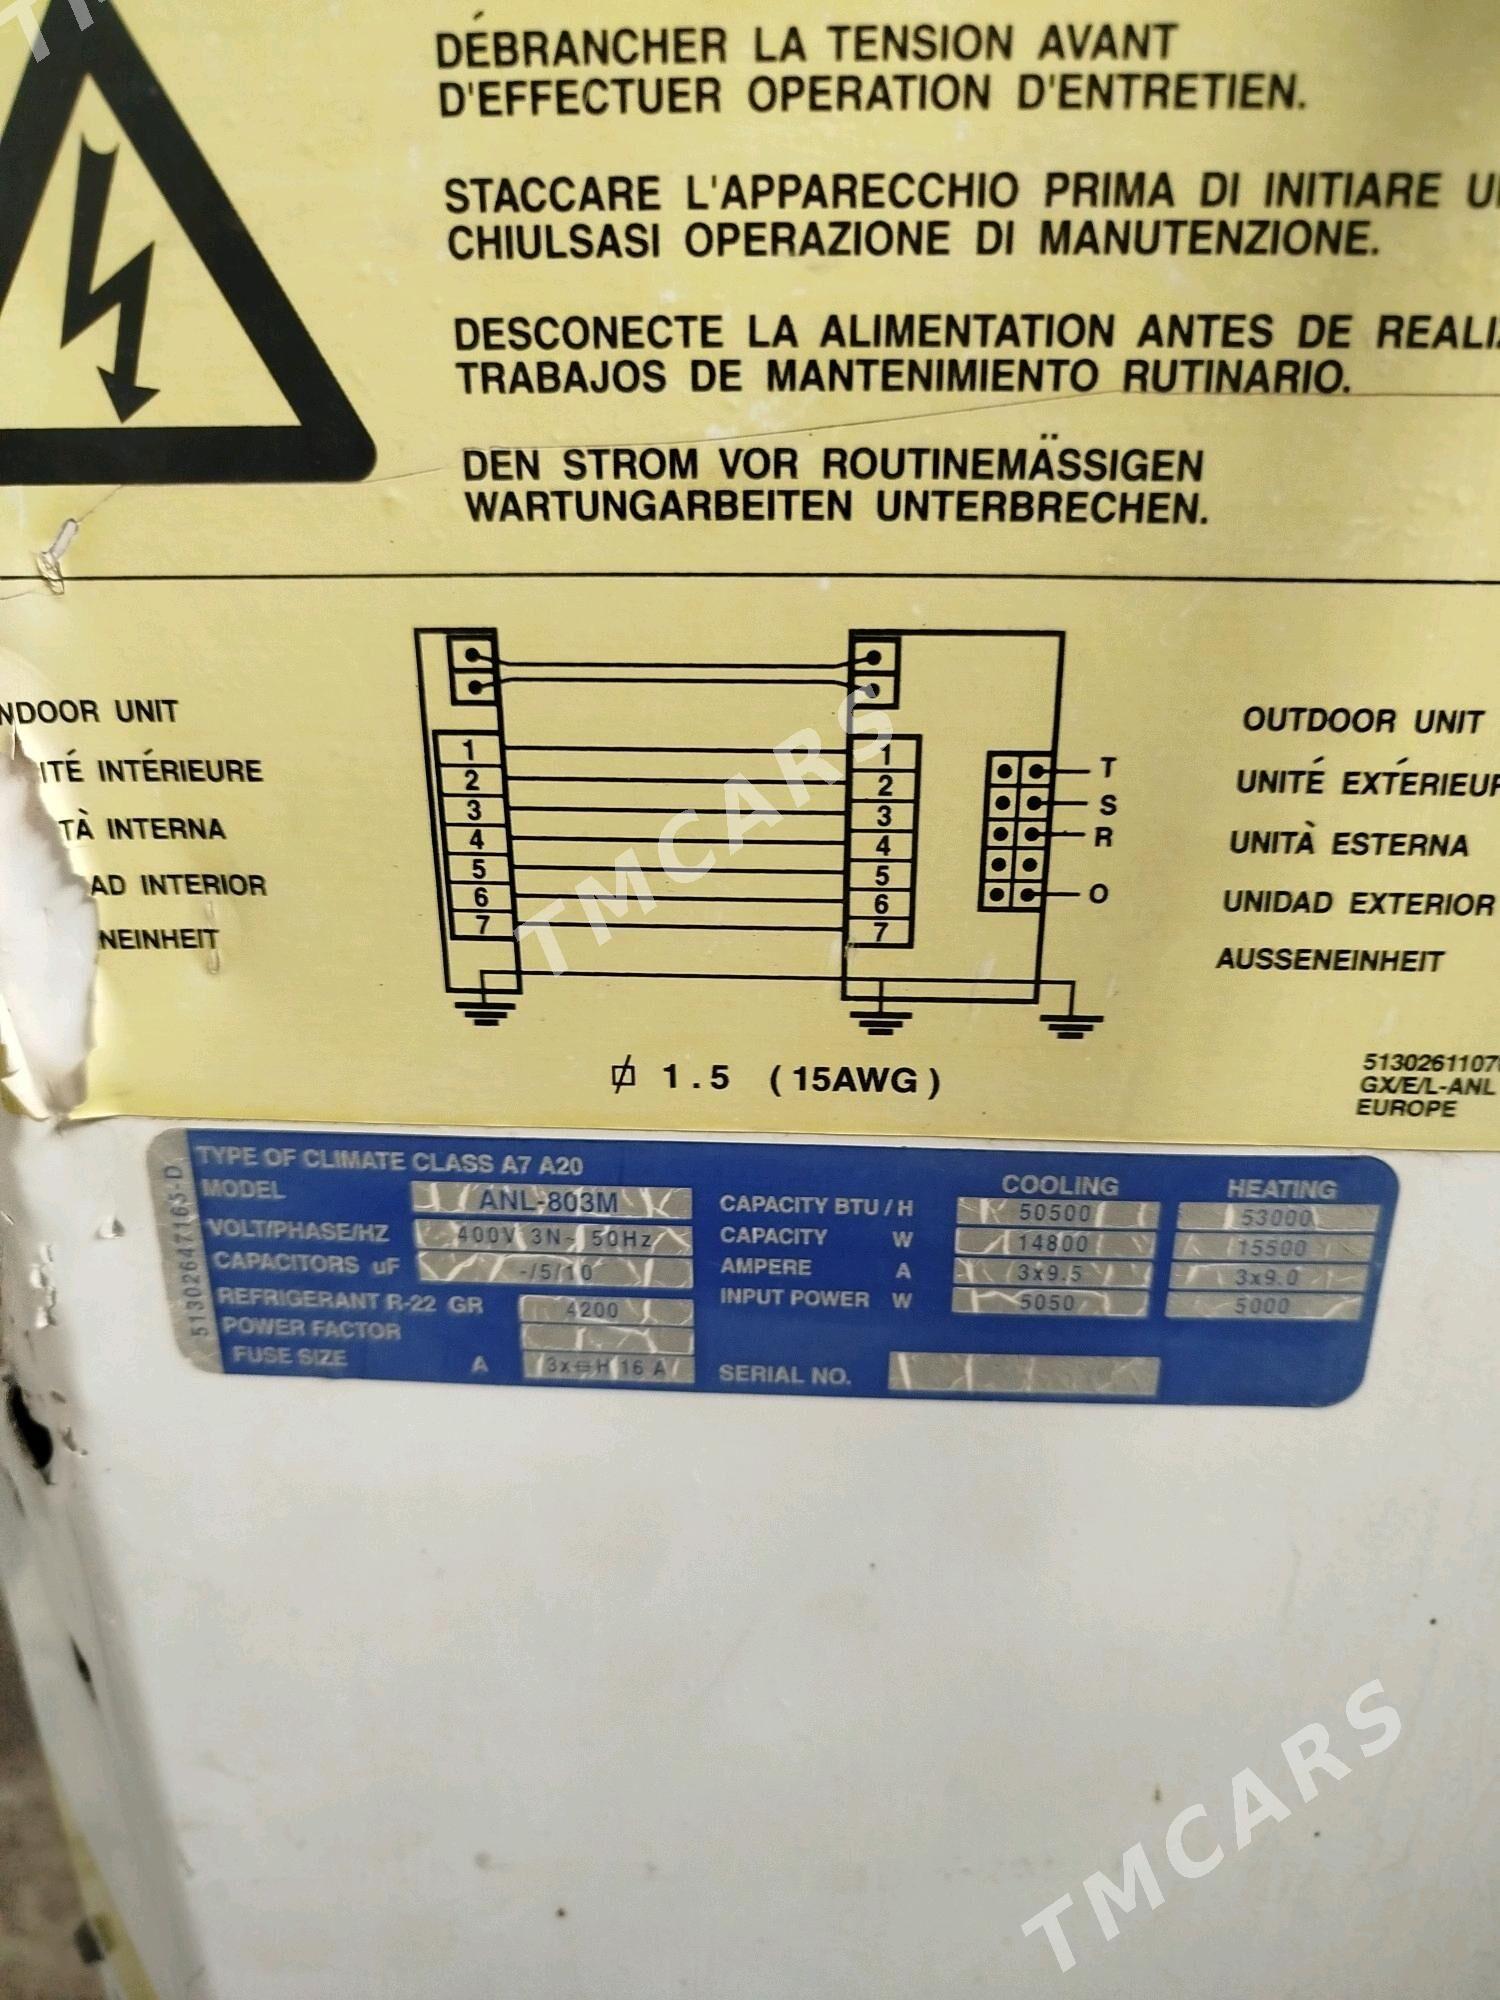 DÉBRANCHER LA TENSION AVANT
D'EFFECTUER OPERATION D'ENTRETIEN.
STACCARE L'APPARECCHIO PRIMA DI INITIARE
CHIULSASI OPERAZIONE DI MANUTENZIONE.
DESCONECTE LA ALIMENTATION ANTES DE REALI
TRABAJOS DE MANTENIMIENTO RUTINARIO.
DEN STROM VOR ROUTINEMÄSSIGEN
WARTUNGARBEITEN UNTERBRECHEN.
NDOOR UNIT
ITÉ INTÉRIEURE
TÀ INTERNA
AD INTERIOR
NEINHEIT
1 1
2 2
3 3
4 4
5 5
6 6
7 7
T
S
R
O
OUTDOOR UNIT
UNITÉ EXTÉRIEUR
UNITÀ ESTERNA
UNIDAD EXTERIOR
AUSSENEINHEIT
1.5 (15AWG)
5130261107
GX/E/L-ANL
EUROPE
513026647165-D
TYPE OF CLIMATE CLASS A7 A20
MODEL ANL-803M
VOLT/PHASE/HZ 400V 3N~ 50Hz
CAPACITORS uF -/5/10
REFRIGERANT R-22 GR 4200
POWER FACTOR
FUSE SIZE A 3x H 16 A
COOLING HEATING
CAPACITY BTU/H 50500 53000
CAPACITY W 14800 15500
AMPERE A 3x9.5 3x9.0
INPUT POWER W 5050 5000
SERIAL NO.
TMCARS
TMCARS